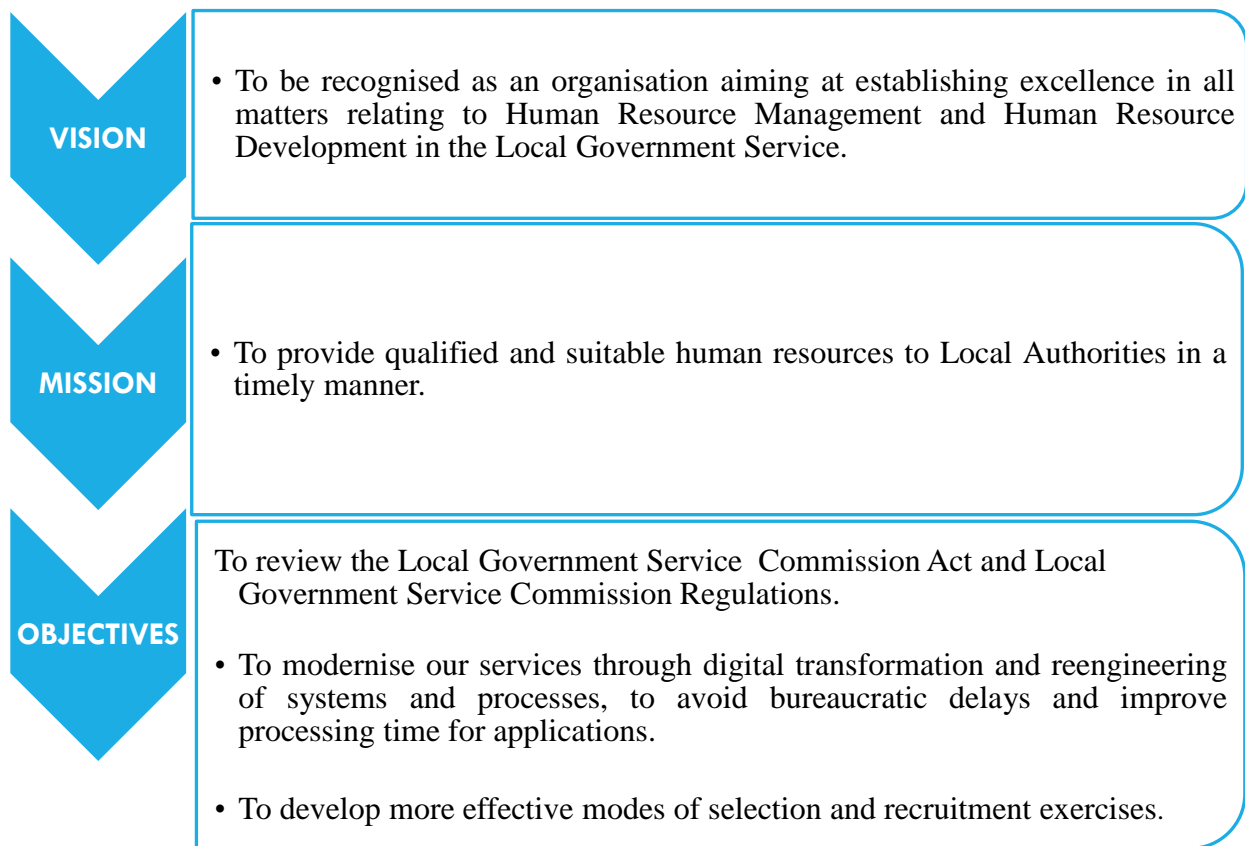 VISION
• To be recognised as an organisation aiming at establishing excellence in all
matters relating to Human Resource Management and Human Resource
Development in the Local Government Service.
MISSION
• To provide qualified and suitable human resources to Local Authorities in a
timely manner.
OBJECTIVES
To review the Local Government Service Commission Act and Local
Government Service Commission Regulations.
• To modernise our services through digital transformation and reengineering
of systems and processes, to avoid bureaucratic delays and improve
processing time for applications.
• To develop more effective modes of selection and recruitment exercises.